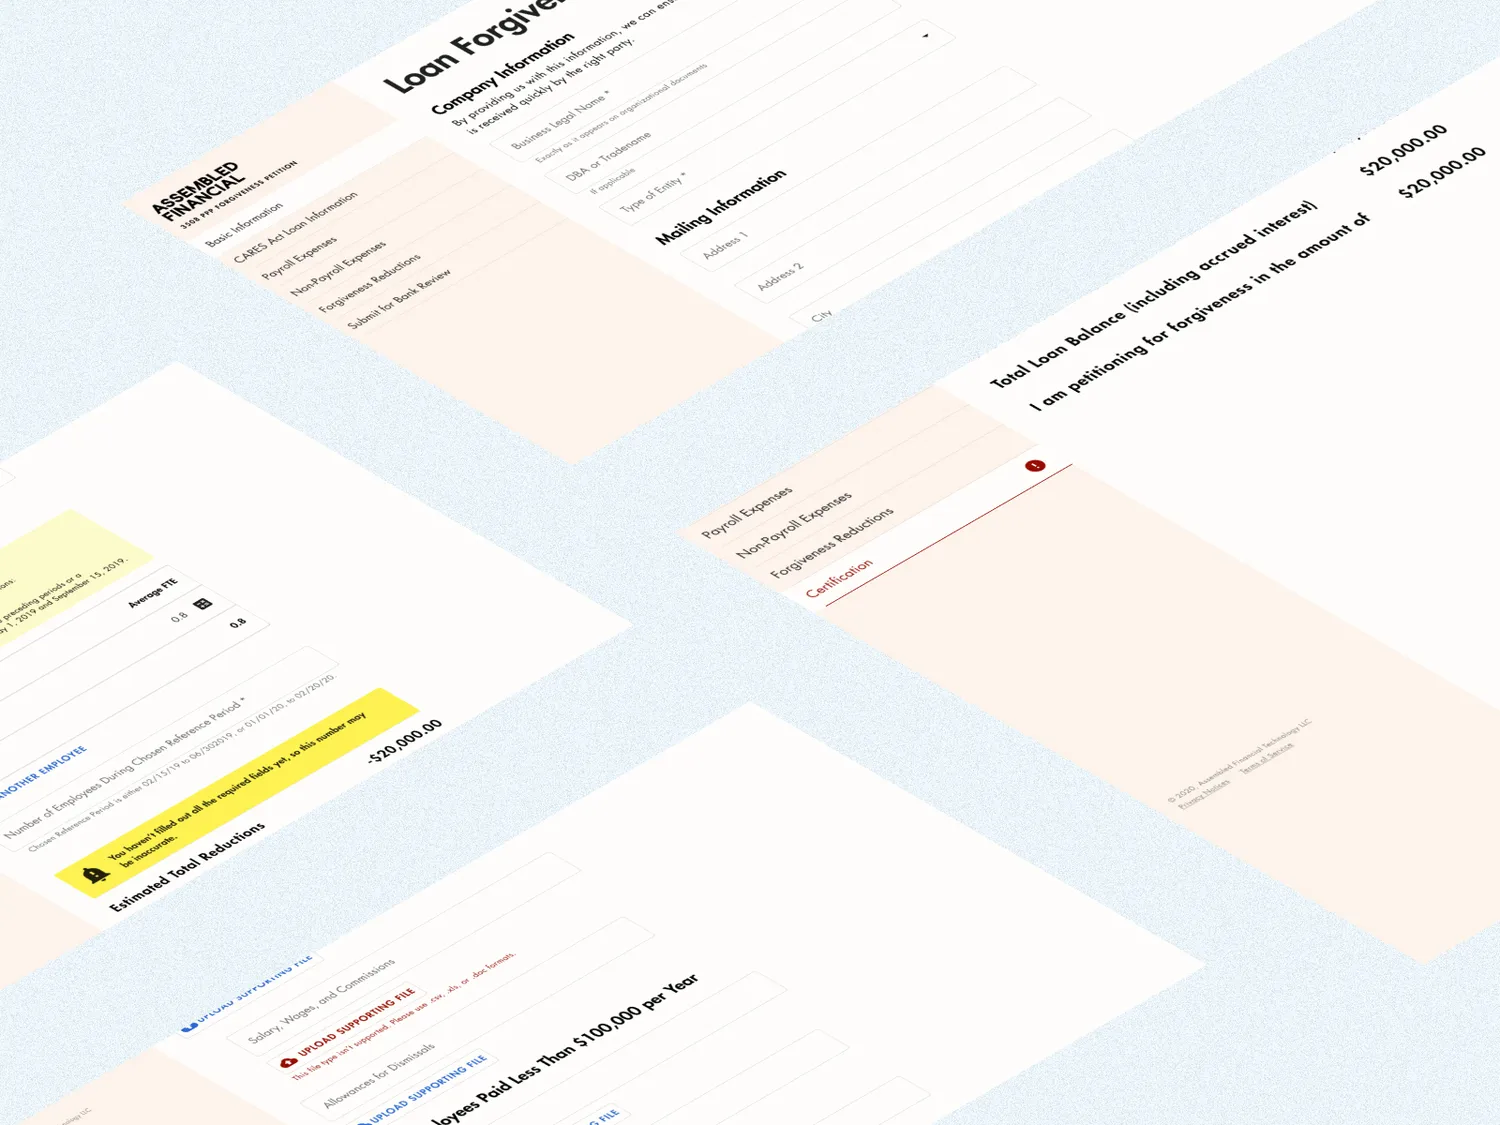 Loan Forgive
Company Information
By providing us with this information, we can ens
is received quickly by the right party.
Business Legal Name *
Exactly as it appears on organizational documents
DBA or Tradename
If applicable
Type of Entity *
Mailing Information
Address 1
Address 2
City
ASSEMBLED
FINANCIAL
3508 PPP FORGIVENESS PETITION
Basic Information
CARES Act Loan Information
Payroll Expenses
Non-Payroll Expenses
Forgiveness Reductions
Submit for Bank Review
Total Loan Balance (including accrued interest)
$20,000.00
I am petitioning for forgiveness in the amount of
$20,000.00
Payroll Expenses
Non-Payroll Expenses
Forgiveness Reductions
Certification
© 2020, Assembled Financial Technology LLC
Privacy Notices
Terms of Service
ions:
preceding periods or a
y 1, 2019 and September 15, 2019.
Average FTE
0.8
0.8
ANOTHER EMPLOYEE
Number of Employees During Chosen Reference Period *
Chosen Reference Period is either 02/15/19 to 06/302019, or 01/01/20, to 02/20/20.
You haven't filled out all the required fields yet, so this number may
be inaccurate.
Estimated Total Reductions
-$20,000.00
UPLOAD SUPPORTING FILE
Salary, Wages, and Commissions
UPLOAD SUPPORTING FILE
This file type isn't supported. Please use .csv, .xls, or .doc formats.
Allowances for Dismissals
UPLOAD SUPPORTING FILE
loyees Paid Less Than $100,000 per Year
UPLOAD SUPPORTING FILE
nology LLC